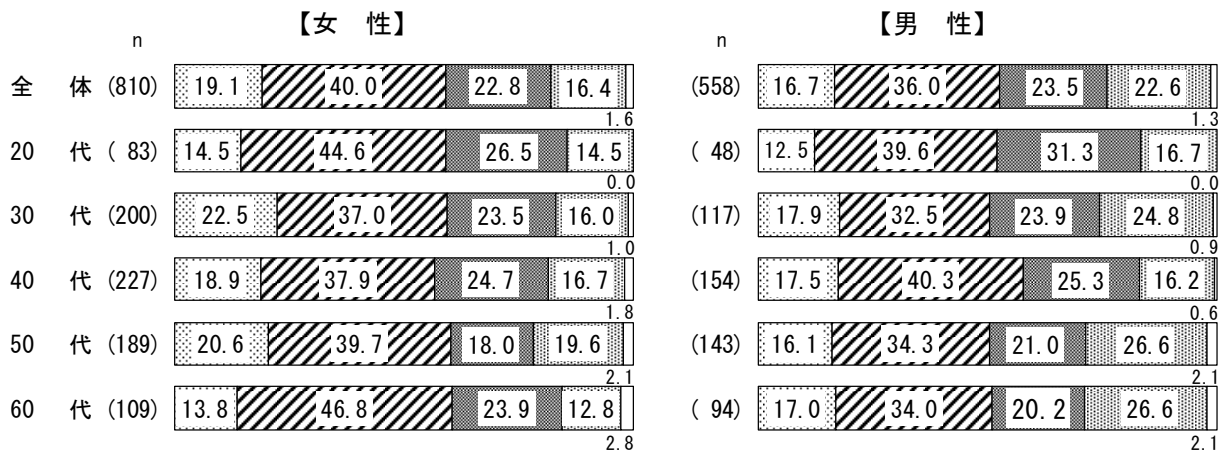 【女　性】 【男　性】
n n
全　体 (810) 19.1 40.0 22.8 16.4 (558) 16.7 36.0 23.5 22.6
1.6 1.3
20　代 ( 83) 14.5 44.6 26.5 14.5 ( 48) 12.5 39.6 31.3 16.7
0.0 0.0
30　代 (200) 22.5 37.0 23.5 16.0 (117) 17.9 32.5 23.9 24.8
1.0 0.9
40　代 (227) 18.9 37.9 24.7 16.7 (154) 17.5 40.3 25.3 16.2
1.8 0.6
50　代 (189) 20.6 39.7 18.0 19.6 (143) 16.1 34.3 21.0 26.6
2.1 2.1
60　代 (109) 13.8 46.8 23.9 12.8 ( 94) 17.0 34.0 20.2 26.6
2.8 2.1